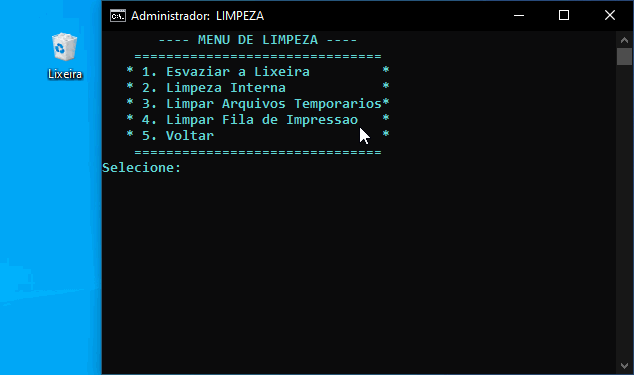 Administrador: LIMPEZA
---- MENU DE LIMPEZA ----
===============================
* 1. Esvaziar a Lixeira *
* 2. Limpeza Interna *
* 3. Limpar Arquivos Temporarios*
* 4. Limpar Fila de Impressao *
* 5. Voltar *
===============================
Selecione:
Lixeira